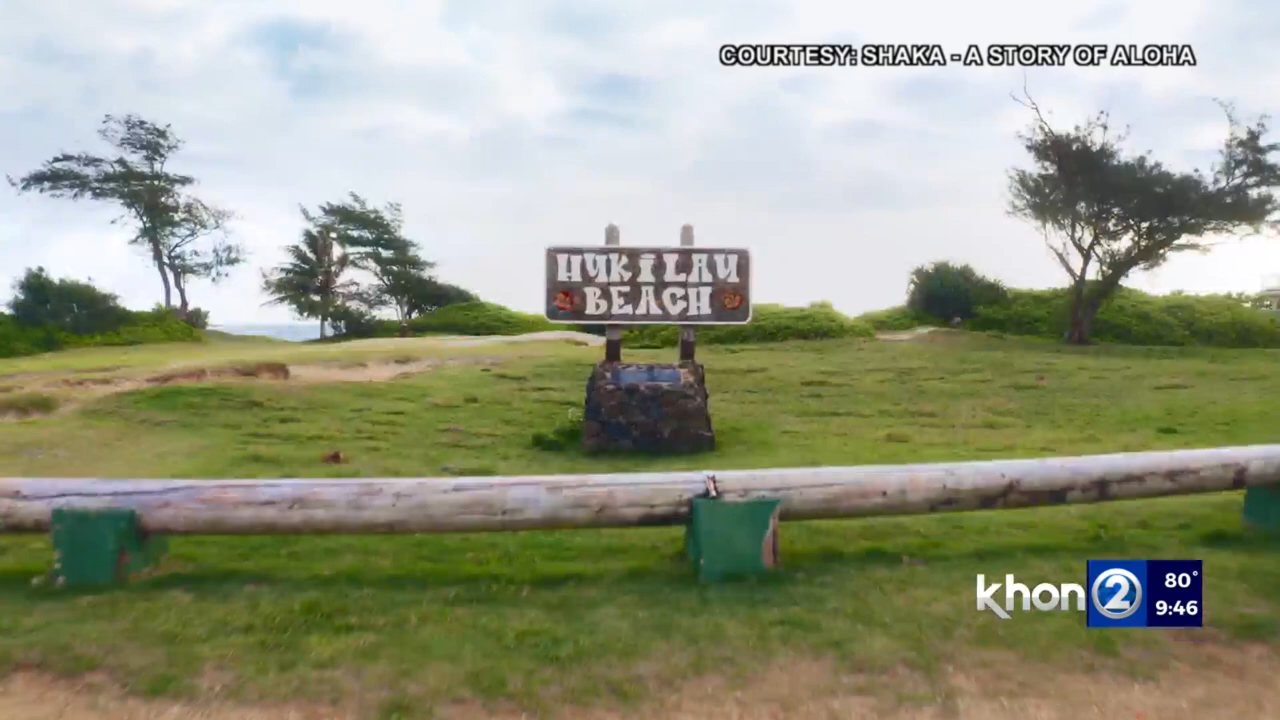 COURTESY: SHAKA - A STORY OF ALOHA
HUKILAU
BEACH
khon 2
80°
9:46